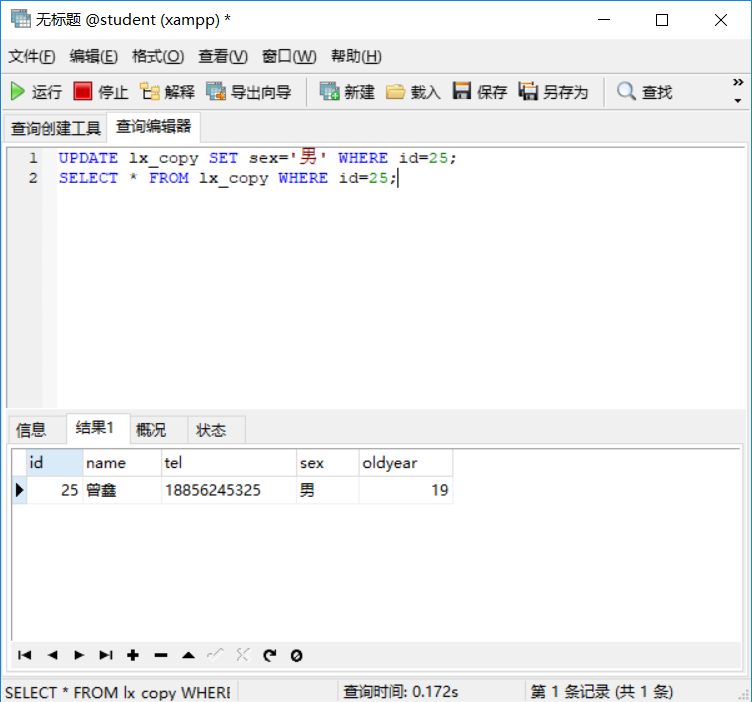 无标题 @student (xampp) *
文件(F) 编辑(E) 格式(O) 查看(V) 窗口(W) 帮助(H)
运行 停止 解释 导出向导 新建 载入 保存 另存为 查找 »
查询创建工具 查询编辑器
1 UPDATE lx_copy SET sex='男' WHERE id=25;
2 SELECT * FROM lx_copy WHERE id=25;
信息 结果1 概况 状态
id name tel sex oldyear
25 曾鑫 18856245325 男 19
SELECT * FROM lx_copy WHERE 查询时间: 0.172s 第 1 条记录 (共 1 条)